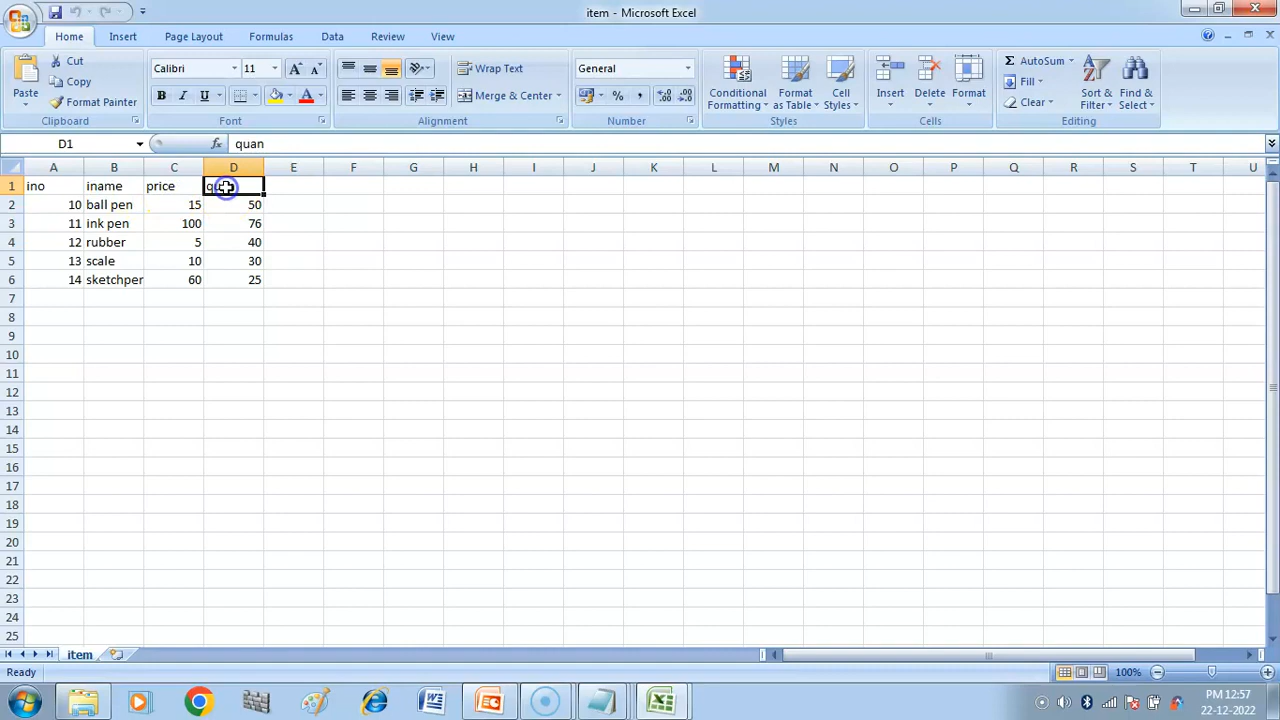 item - Microsoft Excel
Home Insert Page Layout Formulas Data Review View
Paste Cut Copy Format Painter Clipboard
Calibri 11 A A B I U A Font
Wrap Text Merge & Center Alignment
General % , Number
Conditional Formatting Format as Table Cell Styles Styles
Insert Delete Format Cells
Σ AutoSum Fill Clear Sort & Filter Find & Select Editing
D1 fx quan
A B C D E F G H I J K L M N O P Q R S T U
1 ino iname price
2 10 ball pen 15 50
3 11 ink pen 100 76
4 12 rubber 5 40
5 13 scale 10 30
6 14 sketchper 60 25
7
8
9
10
11
12
13
14
15
16
17
18
19
20
21
22
23
24
25
item
Ready 100%
PM 12:57
22-12-2022